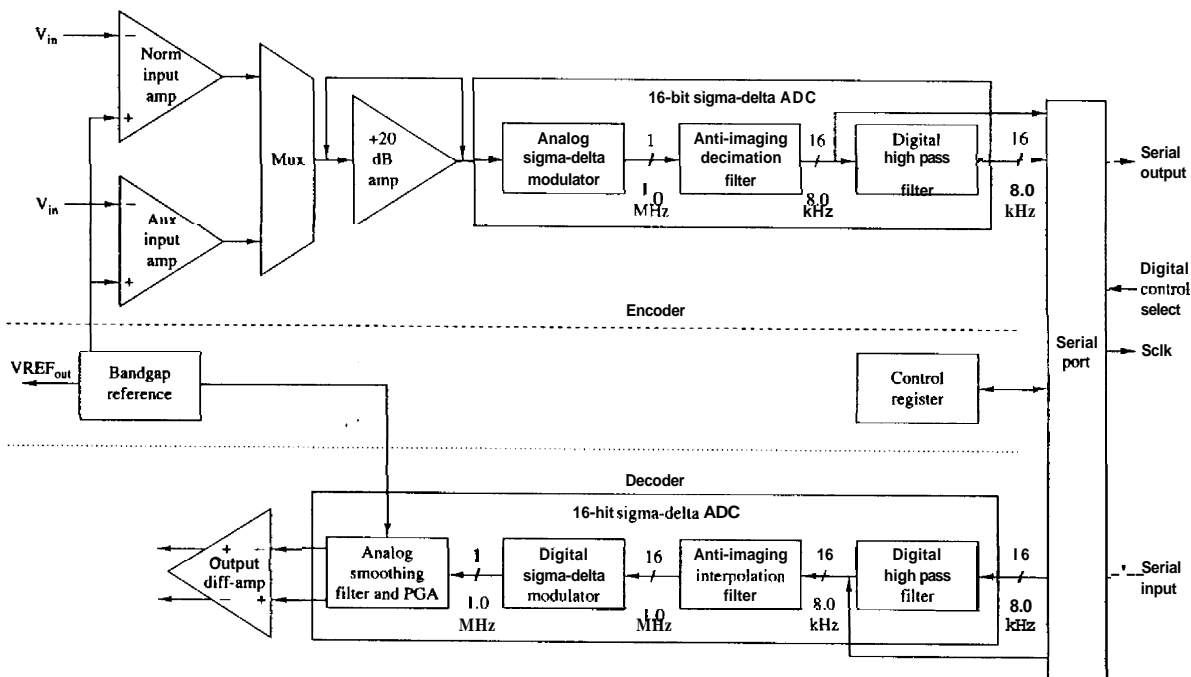 V_in
Norm
input
amp
Mux
+20
dB
amp
16-bit sigma-delta ADC
Analog
sigma-delta
modulator
1
1.0
MHz
Anti-imaging
decimation
filter
16
8.0
kHz
Digital
high pass
filter
16
8.0
kHz
Serial
output
V_in
Aux
input
amp
Digital
control
select
Encoder
VREF_out
Bandgap
reference
Control
register
Serial
port
Sclk
Decoder
16-hit sigma-delta ADC
Output
diff-amp
Analog
smoothing
filter and PGA
1
1.0
MHz
Digital
sigma-delta
modulator
16
1.0
MHz
Anti-imaging
interpolation
filter
16
8.0
kHz
Digital
high pass
filter
16
8.0
kHz
Serial
input